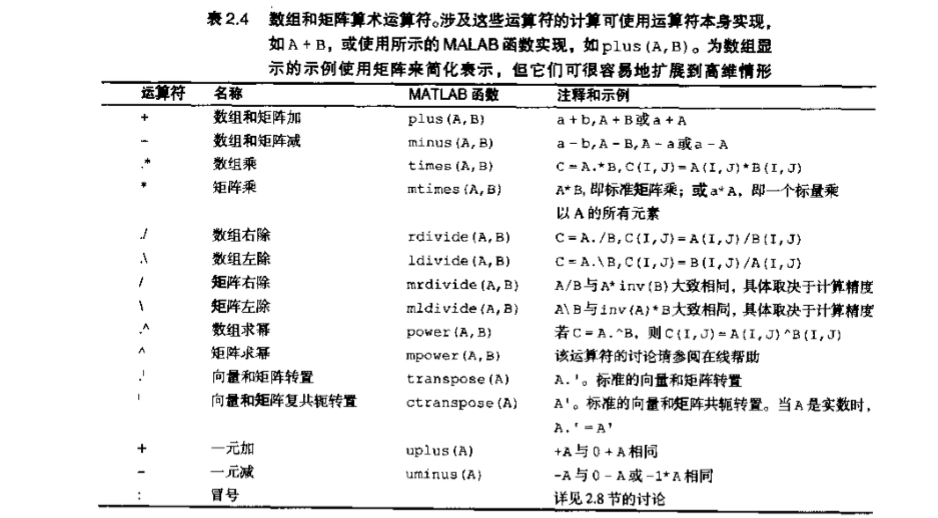 表 2.4 数组和矩阵算术运算符。涉及这些运算符的计算可使用运算符本身实现，
如 A + B，或使用所示的 MALAB 函数实现，如 plus (A, B) 。为数组显
示的示例使用矩阵来简化表示，但它们可很容易地扩展到高维情形
运算符 名称 MATLAB 函数 注释和示例
+ 数组和矩阵加 plus (A, B) a + b, A + B 或 a + A
- 数组和矩阵减 minus (A, B) a - b, A - B, A - a 或 a - A
.* 数组乘 times (A, B) C = A.* B, C (I, J) = A (I, J) * B (I, J)
* 矩阵乘 mtimes (A, B) A* B, 即标准矩阵乘；或 a* A，即一个标量乘
以 A 的所有元素
./ 数组右除 rdivide (A, B) C = A. / B, C (I, J) = A (I, J) / B (I, J)
.\ 数组左除 ldivide (A, B) C = A. \ B, C (I, J) = B (I, J) / A (I, J)
/ 矩阵右除 mrdivide (A, B) A / B 与 A* inv (B) 大致相同，具体取决于计算精度
\ 矩阵左除 mldivide (A, B) A \ B 与 inv (A) * B 大致相同，具体取决于计算精度
.^ 数组求幂 power (A, B) 若 C = A. ^ B，则 C (I, J) = A (I, J) ^ B (I, J)
^ 矩阵求幂 mpower (A, B) 该运算符的讨论请参阅在线帮助
.' 向量和矩阵转置 transpose (A) A. '。标准的向量和矩阵转置
' 向量和矩阵复共轭转置 ctranspose (A) A'。标准的向量和矩阵共轭转置。当 A 是实数时，
A. ' = A'
+ 一元加 uplus (A) +A 与 0 + A 相同
- 一元减 uminus (A) -A 与 0 - A 或 -1* A 相同
: 冒号 详见 2.8 节的讨论